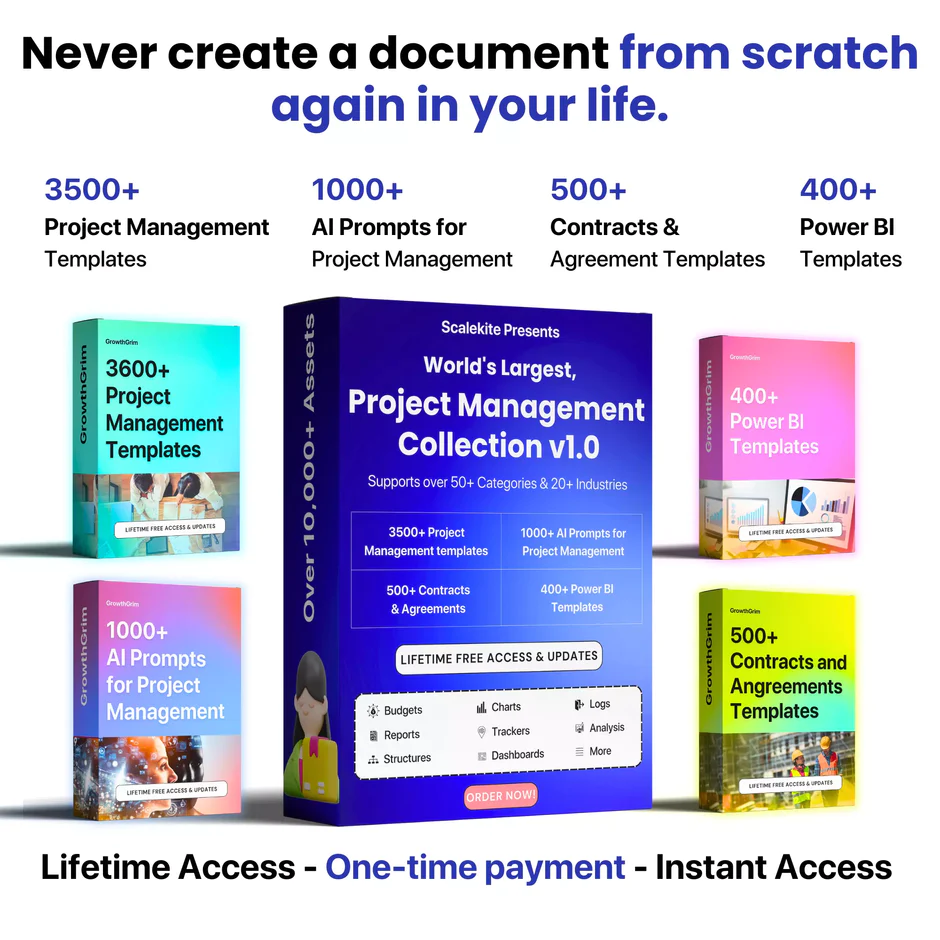 Never create a document from scratch
again in your life.
3500+
Project Management
Templates
1000+
AI Prompts for
Project Management
500+
Contracts &
Agreement Templates
400+
Power BI
Templates
GrowthGrim
GrowthGrim
3600+
Project
Management
Templates
LIFETIME FREE ACCESS & UPDATES
GrowthGrim
GrowthGrim
1000+
AI Prompts
for Project
Management
LIFETIME FREE ACCESS & UPDATES
Over 10,000+ Assets
Scalekite Presents
World's Largest,
Project Management
Collection v1.0
Supports over 50+ Categories & 20+ Industries
3500+ Project
Management templates
1000+ AI Prompts for
Project Management
500+ Contracts
& Agreements
400+ Power BI
Templates
LIFETIME FREE ACCESS & UPDATES
Budgets
Charts
Logs
Reports
Trackers
Analysis
Structures
Dashboards
More
ORDER NOW!
GrowthGrim
GrowthGrim
400+
Power BI
Templates
LIFETIME FREE ACCESS & UPDATES
GrowthGrim
GrowthGrim
500+
Contracts and
Angreements
Templates
LIFETIME FREE ACCESS & UPDATES
Lifetime Access - One-time payment - Instant Access